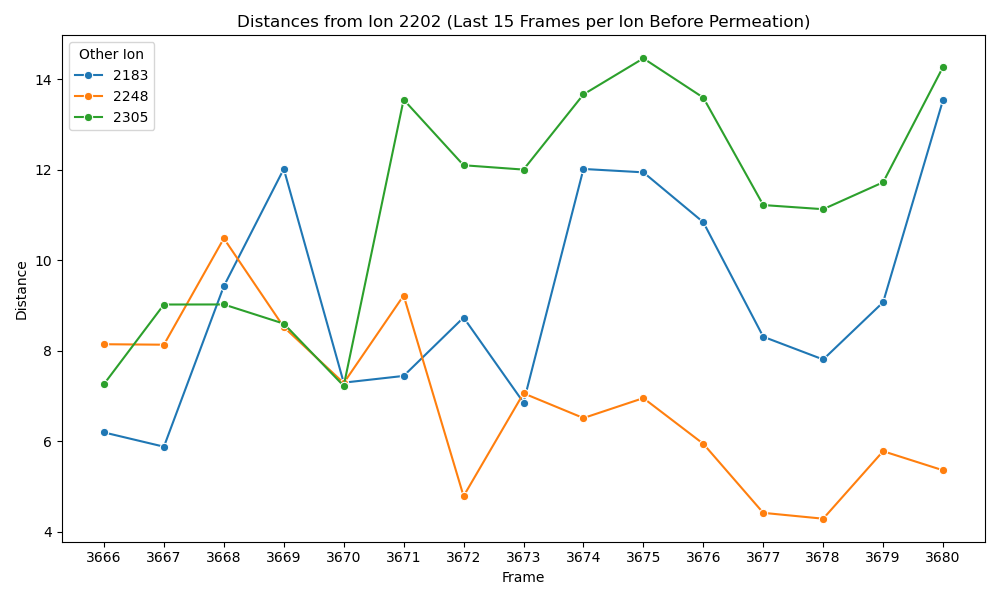 Distances from Ion 2202 (Last 15 Frames per Ion Before Permeation)
Other Ion
2183
2248
2305
Distance
14
12
10
8
6
4
3666 3667 3668 3669 3670 3671 3672 3673 3674 3675 3676 3677 3678 3679 3680
Frame